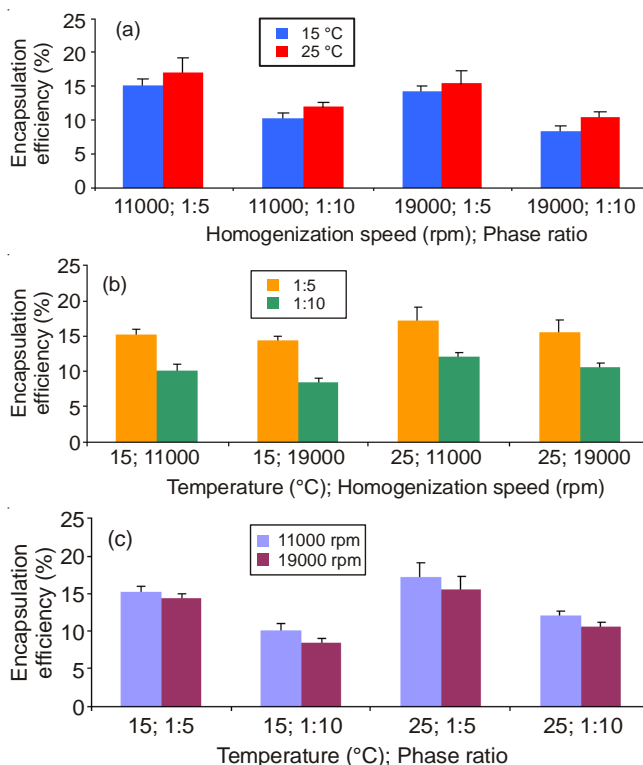 (a)
15 °C
25 °C
Encapsulation
efficiency (%)
25
20
15
10
5
0
11000; 1:5 11000; 1:10 19000; 1:5 19000; 1:10
Homogenization speed (rpm); Phase ratio
(b)
1:5
1:10
Encapsulation
efficiency (%)
25
20
15
10
5
0
15; 11000 15; 19000 25; 11000 25; 19000
Temperature (°C); Homogenization speed (rpm)
(c)
11000 rpm
19000 rpm
Encapsulation
efficiency (%)
25
20
15
10
5
0
15; 1:5 15; 1:10 25; 1:5 25; 1:10
Temperature (°C); Phase ratio